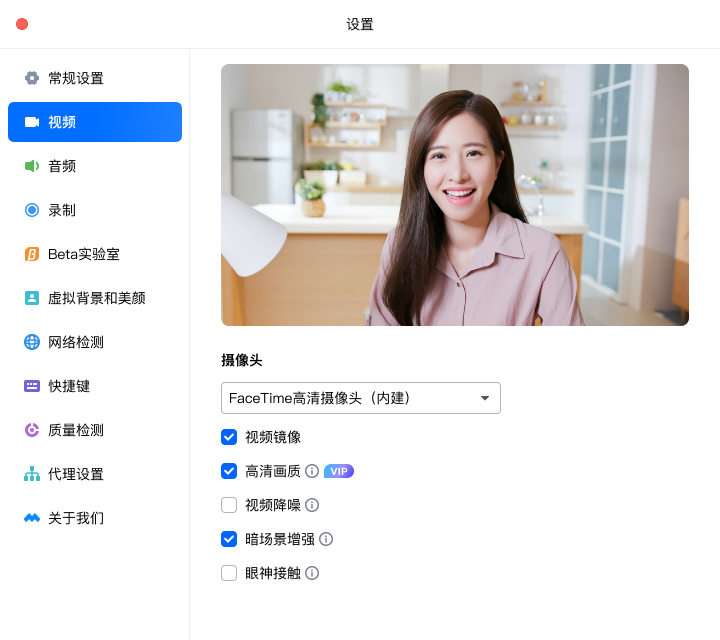 设置
常规设置
视频
音频
录制
Beta实验室
虚拟背景和美颜
网络检测
快捷键
质量检测
代理设置
关于我们
摄像头
FaceTime高清摄像头（内建）
视频镜像
高清画质 VIP
视频降噪
暗场景增强
眼神接触